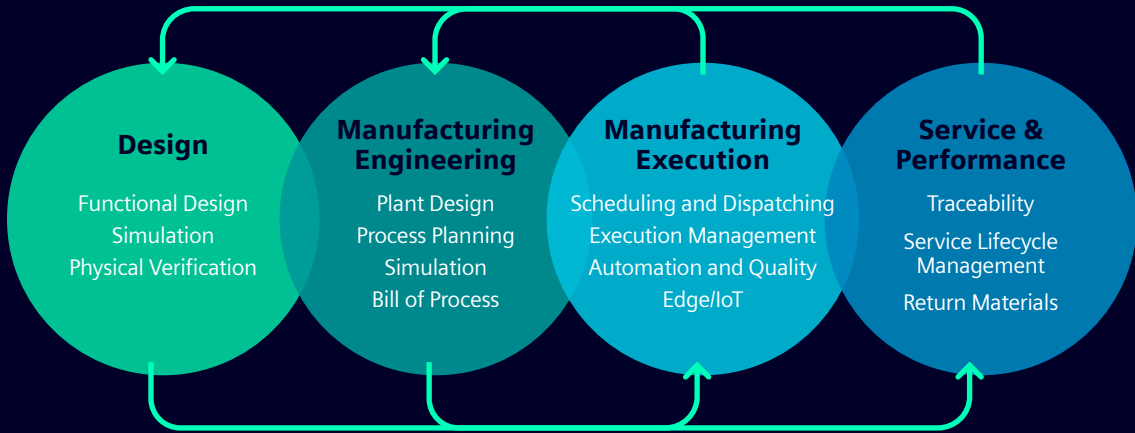 Design
Functional Design
Simulation
Physical Verification
Manufacturing
Engineering
Plant Design
Process Planning
Simulation
Bill of Process
Manufacturing
Execution
Scheduling and Dispatching
Execution Management
Automation and Quality
Edge/IoT
Service &
Performance
Traceability
Service Lifecycle
Management
Return Materials